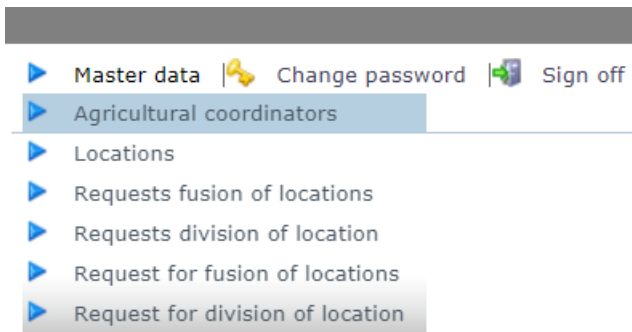 Master data Change password Sign off
Agricultural coordinators
Locations
Requests fusion of locations
Requests division of location
Request for fusion of locations
Request for division of location